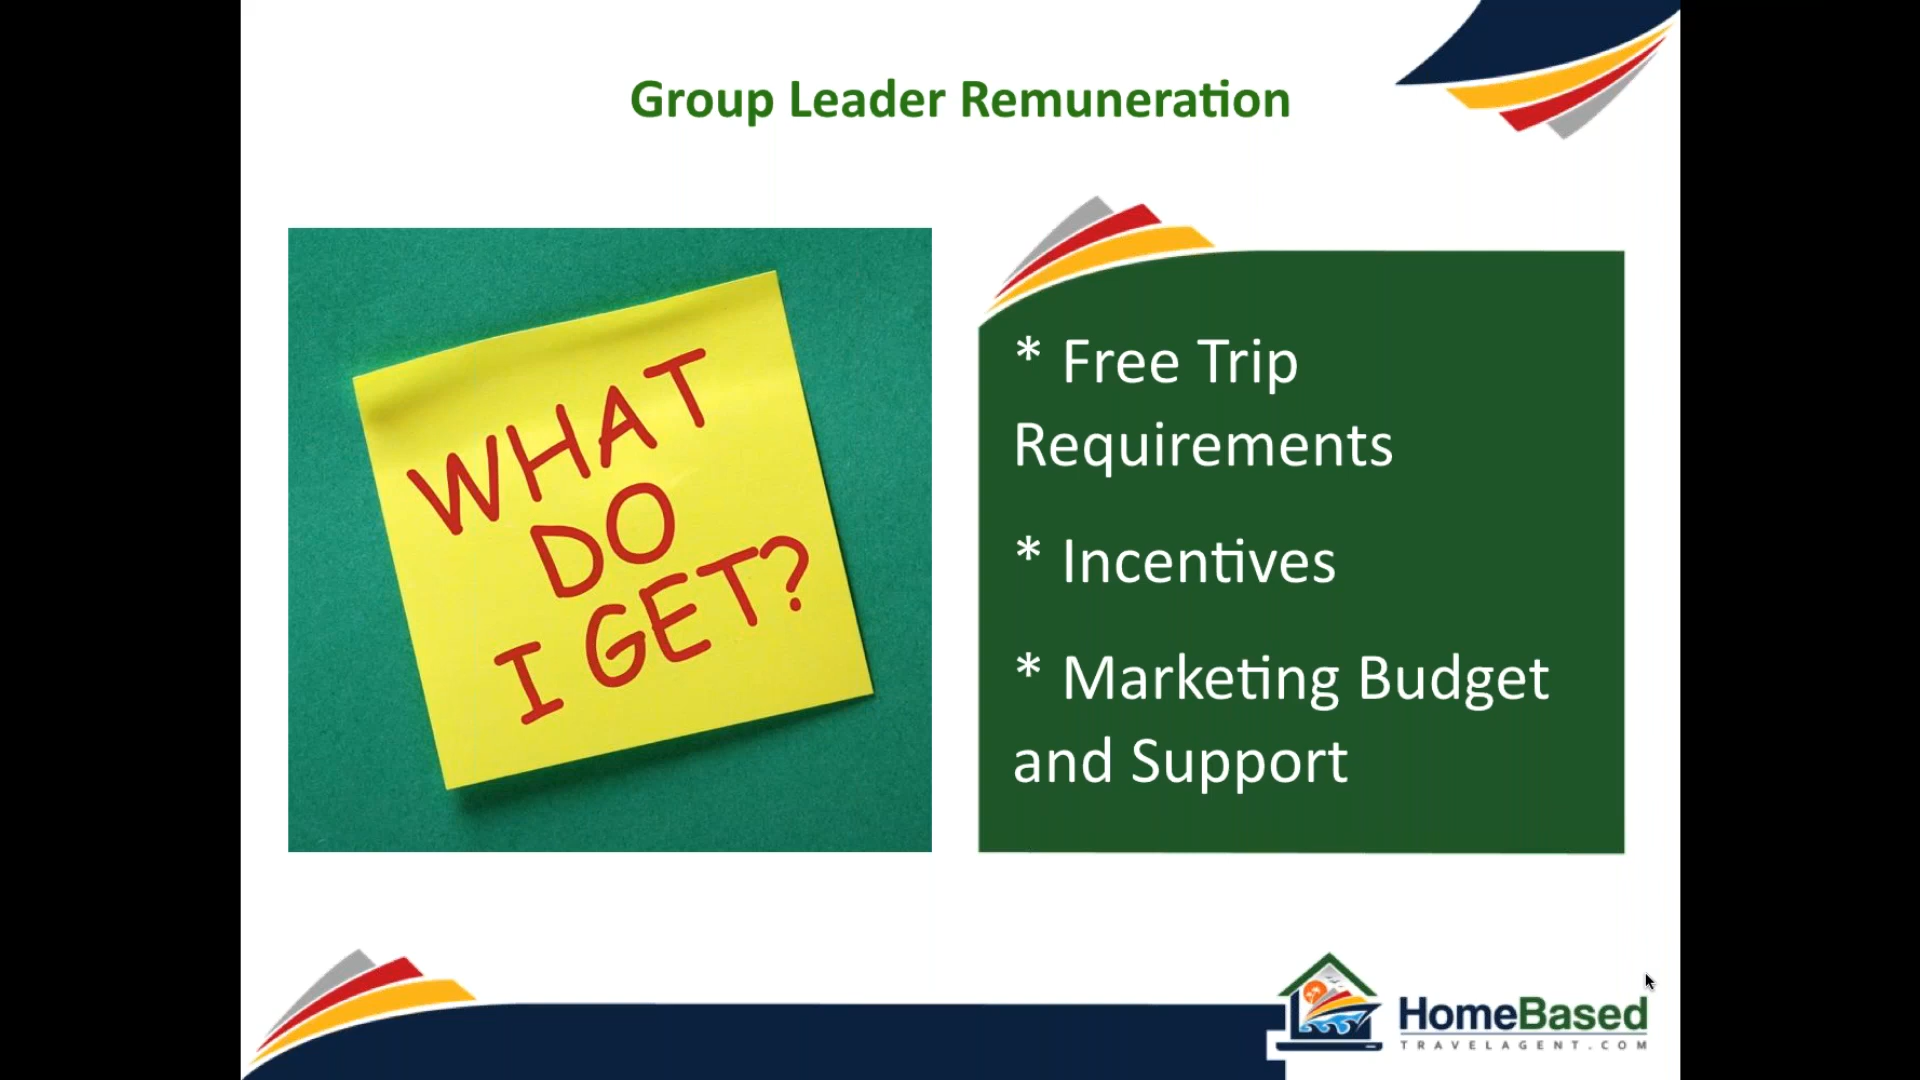 Group Leader Remuneration
WHAT
DO
I GET?
* Free Trip
Requirements
* Incentives
* Marketing Budget
and Support
HomeBased
TRAVELAGENT.COM